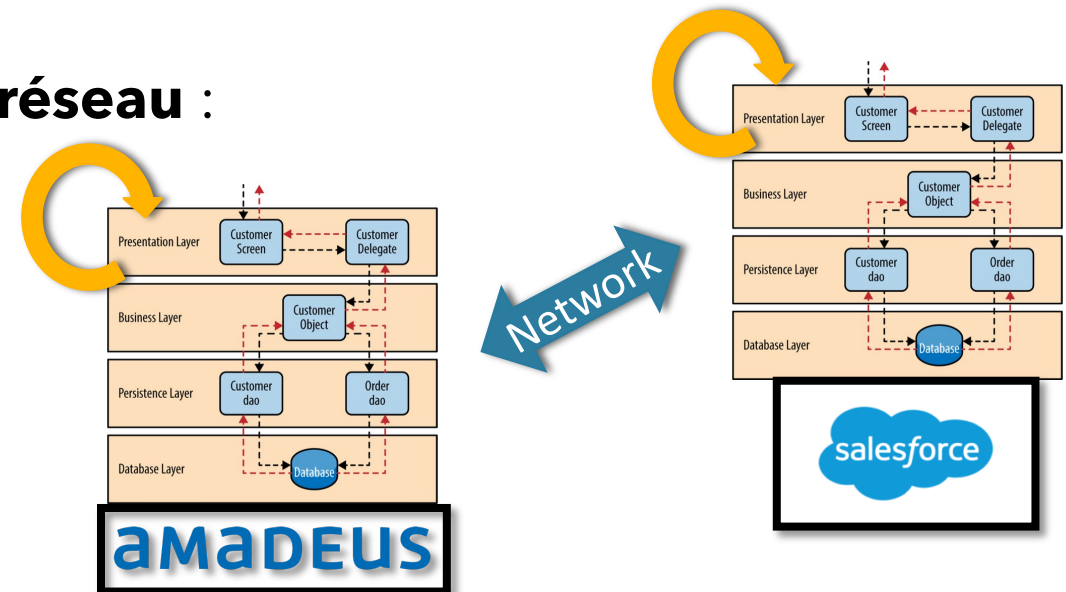 réseau :
Presentation Layer
Customer
Screen
Customer
Delegate
Business Layer
Customer
Object
Persistence Layer
Customer
dao
Order
dao
Database Layer
Database
aMaDEUS
Network
Presentation Layer
Customer
Screen
Customer
Delegate
Business Layer
Customer
Object
Persistence Layer
Customer
dao
Order
dao
Database Layer
Database
salesforce